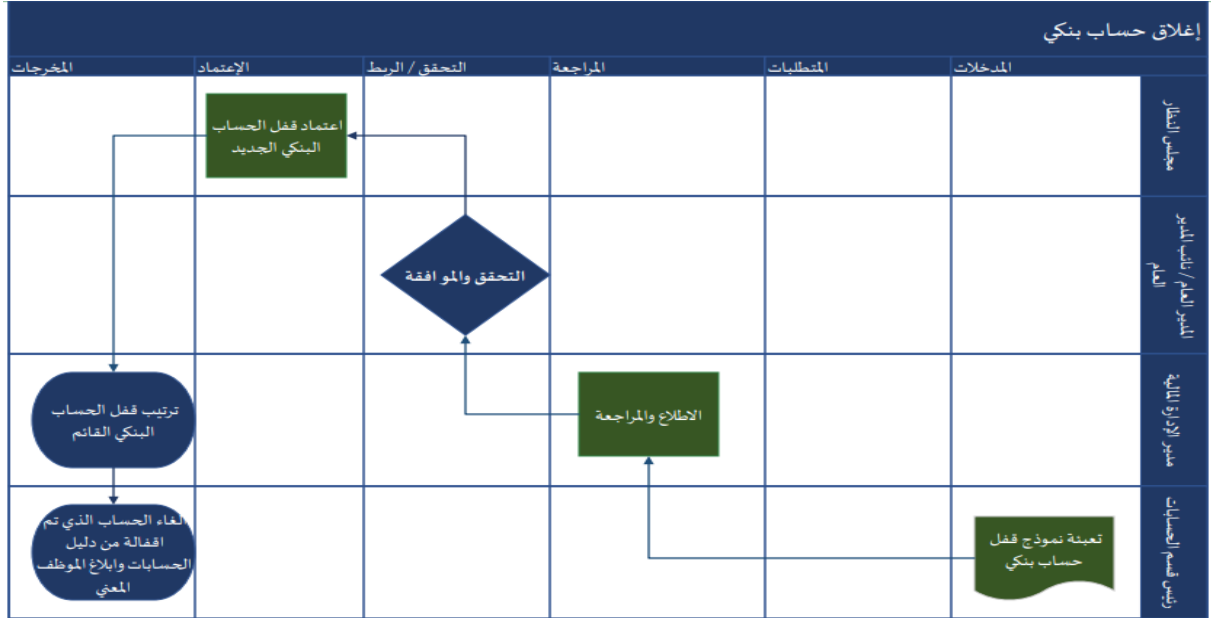 إغلاق حساب بنكي
المدخلات
المتطلبات
المراجعة
التحقق / الربط
الإعتماد
المخرجات
مجلس النظار
اعتماد قفل الحساب
البنكي الجديد
المدير العام / نائب المدير
العام
التحقق والموافقة
مدير الإدارة المالية
الاطلاع والمراجعة
ترتيب قفل الحساب
البنكي القائم
رئيس قسم الحسابات
تعبئة نموذج قفل
حساب بنكي
الغاء الحساب الذي تم
اقفالة من دليل
الحسابات وابلاغ الموظف
المعني